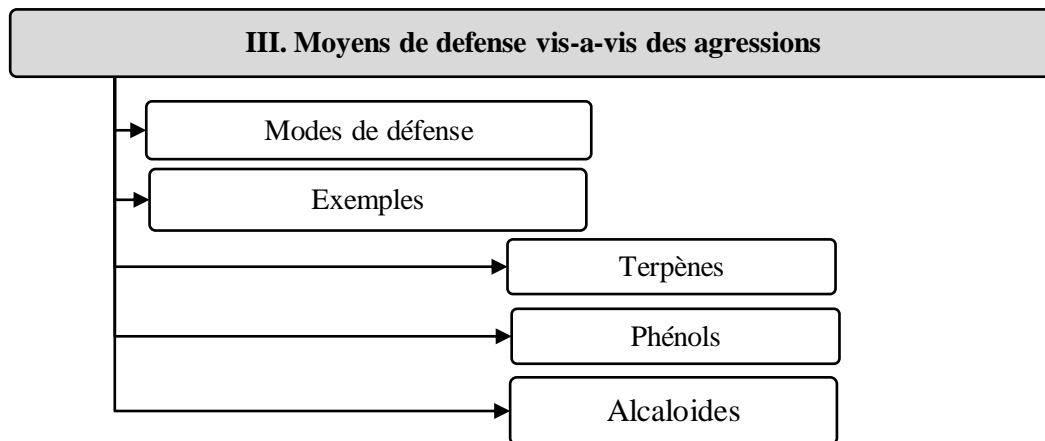 III. Moyens de defense vis-a-vis des agressions
Modes de défense
Exemples
Terpènes
Phénols
Alcaloides